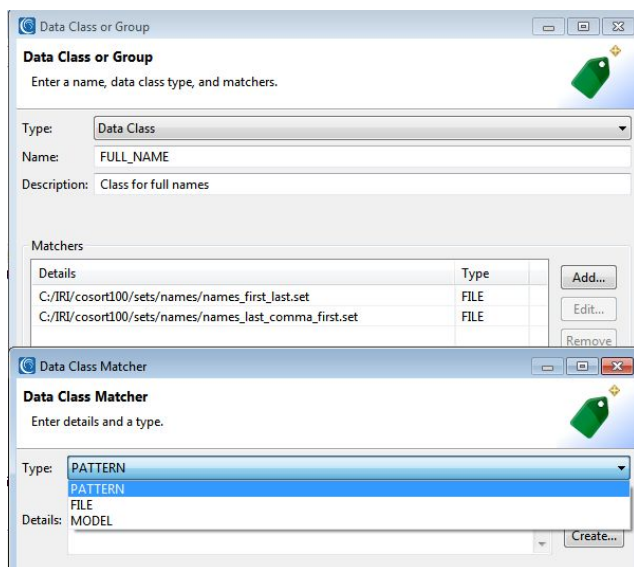 Data Class or Group
Data Class or Group
Enter a name, data class type, and matchers.
Type: Data Class
Name: FULL_NAME
Description: Class for full names
Matchers
Details Type Add...
C:/IRI/cosort100/sets/names/names_first_last.set FILE
C:/IRI/cosort100/sets/names/names_last_comma_first.set FILE Edit...
Remove
Data Class Matcher
Data Class Matcher
Enter details and a type.
Type: PATTERN
PATTERN
FILE
Details: MODEL
Create...